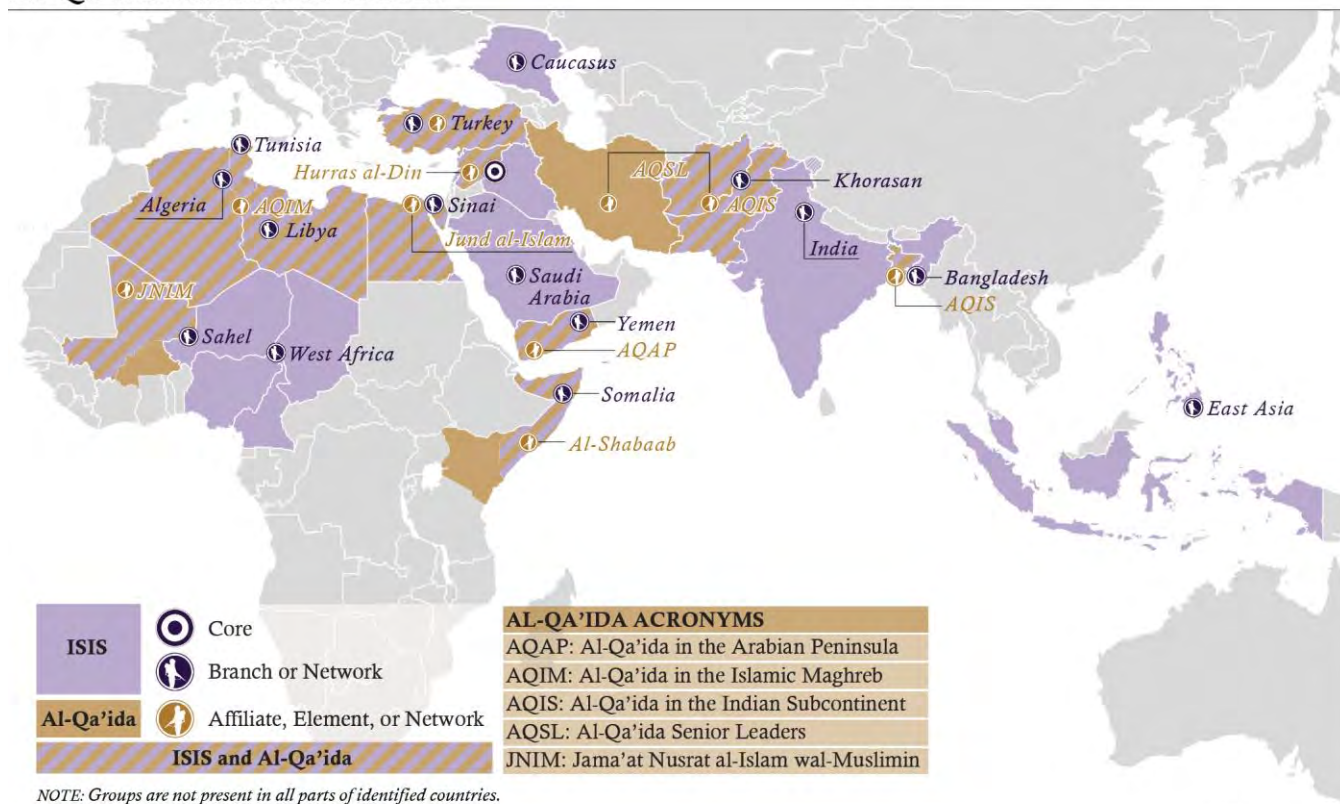 Caucasus
Turkey
Tunisia
Hurras al-Din
AQSL
Khorasan
Algeria
AQIM
Sinai
AQIS
Libya
Jund al-Islam
India
JNIM
Saudi
Arabia
Bangladesh
AQIS
Sahel
West Africa
Yemen
AQAP
Somalia
East Asia
Al-Shabaab
ISIS
Core
Branch or Network
Al-Qa’ida
Affiliate, Element, or Network
ISIS and Al-Qa’ida
AL-QA’IDA ACRONYMS
AQAP: Al-Qa’ida in the Arabian Peninsula
AQIM: Al-Qa’ida in the Islamic Maghreb
AQIS: Al-Qa’ida in the Indian Subcontinent
AQSL: Al-Qa’ida Senior Leaders
JNIM: Jama’at Nusrat al-Islam wal-Muslimin
NOTE: Groups are not present in all parts of identified countries.